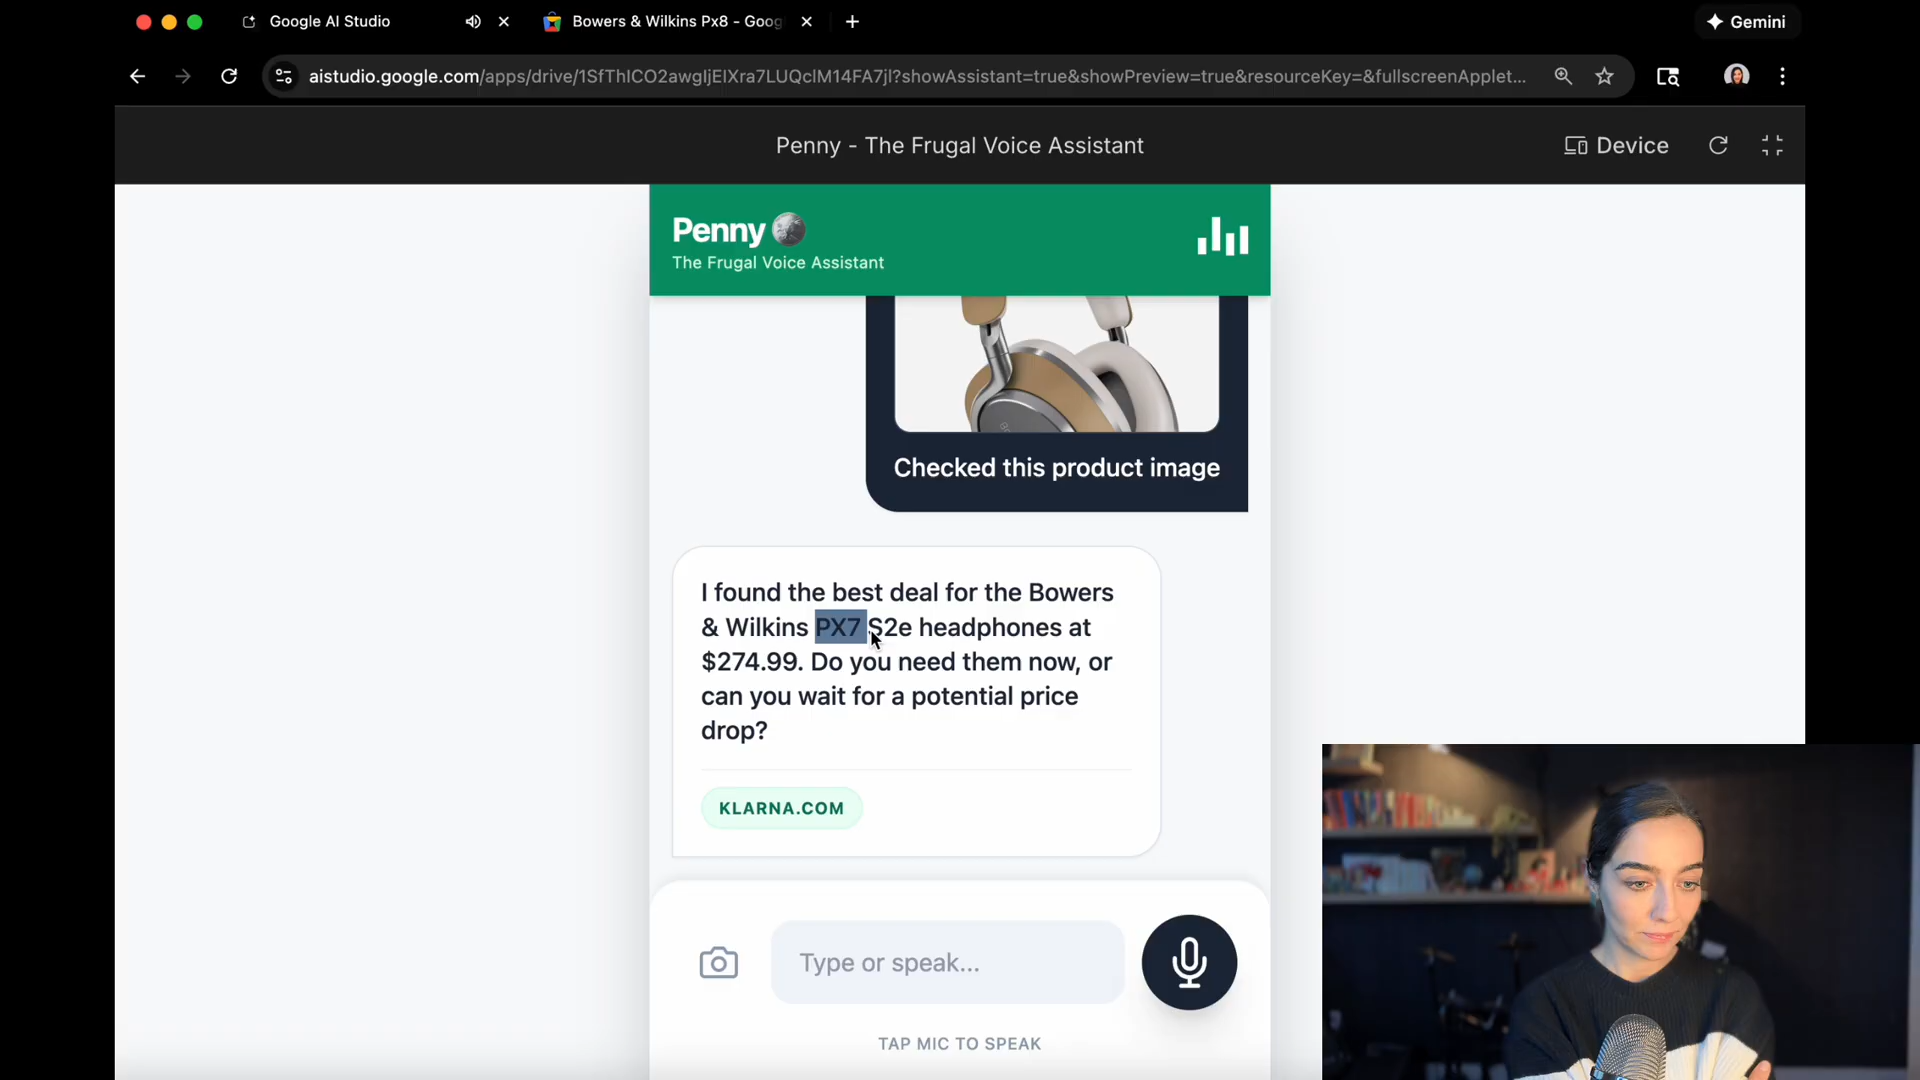 Google AI Studio
Bowers & Wilkins Px8 - Goog
Gemini
aistudio.google.com/apps/drive/1SfThICO2awgIjEIXra7LUQclM14FA7jl?showAssistant=true&showPreview=true&resourceKey=&fullscreenApplet...
Penny - The Frugal Voice Assistant
Device
Penny
The Frugal Voice Assistant
Checked this product image
I found the best deal for the Bowers
& Wilkins PX7 S2e headphones at
$274.99. Do you need them now, or
can you wait for a potential price
drop?
KLARNA.COM
Type or speak...
TAP MIC TO SPEAK